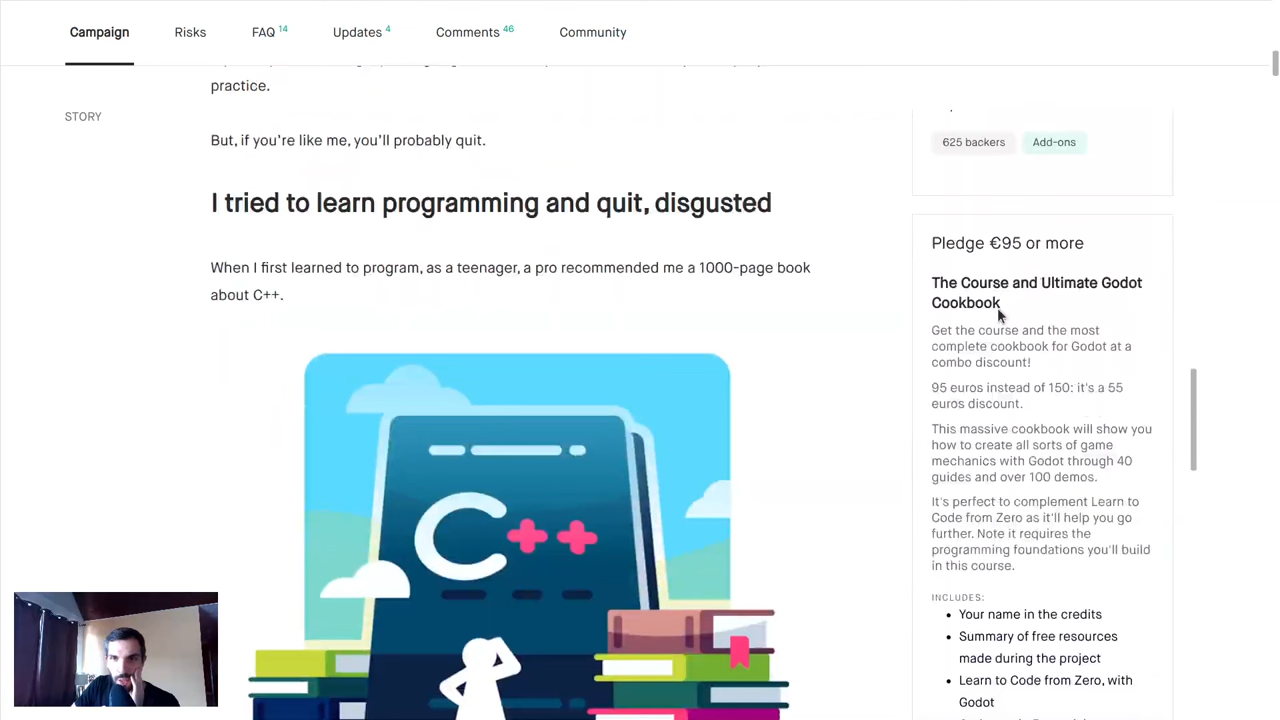 Campaign
Risks
FAQ 14
Updates 4
Comments 46
Community
practice.
STORY
But, if you're like me, you'll probably quit.
I tried to learn programming and quit, disgusted
When I first learned to program, as a teenager, a pro recommended me a 1000-page book
about C++.
C++
625 backers
Add-ons
Pledge €95 or more
The Course and Ultimate Godot
Cookbook
Get the course and the most
complete cookbook for Godot at a
combo discount!
95 euros instead of 150: it's a 55
euros discount.
This massive cookbook will show you
how to create all sorts of game
mechanics with Godot through 40
guides and over 100 demos.
It's perfect to complement Learn to
Code from Zero as it'll help you go
further. Note it requires the
programming foundations you'll build
in this course.
INCLUDES:
• Your name in the credits
• Summary of free resources
made during the project
• Learn to Code from Zero, with
Godot